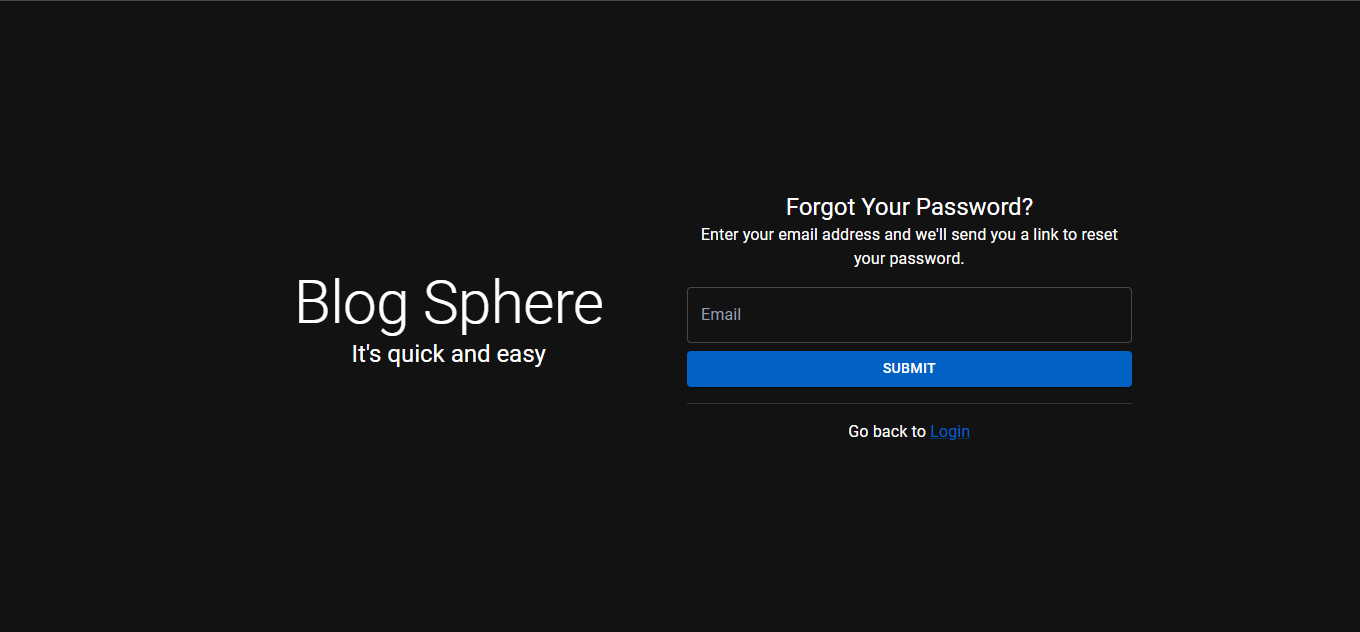 Blog Sphere
It's quick and easy
Forgot Your Password?
Enter your email address and we'll send you a link to reset
your password.
Email
SUBMIT
Go back to Login